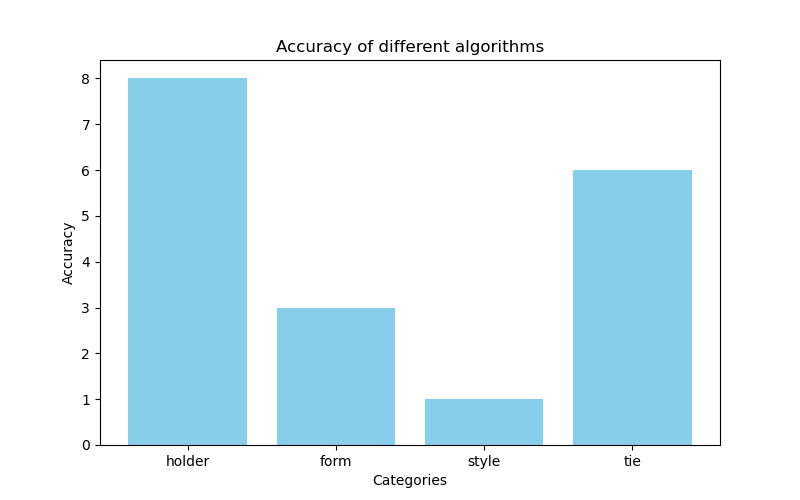 Accuracy of different algorithms
Accuracy
8
7
6
5
4
3
2
1
0
holder form style tie
Categories